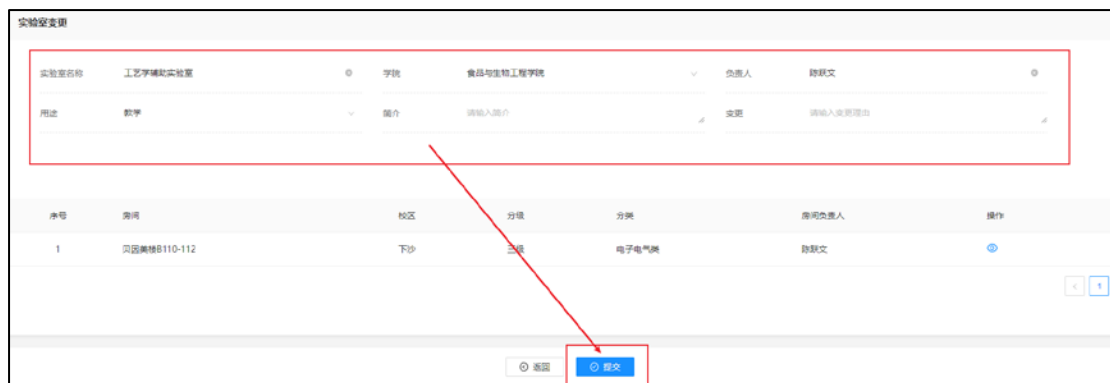 实验室变更
实验室名称 工艺学辅助实验室 学院 食品与生物工程学院 负责人 陈跃文
用途 教学 简介 请输入简介 变更 请输入变更理由
序号 房间 校区 分级 分类 房间负责人 操作
1 贝因美楼B110-112 下沙 三级 电子电气类 陈跃文
< 1
返回 提交